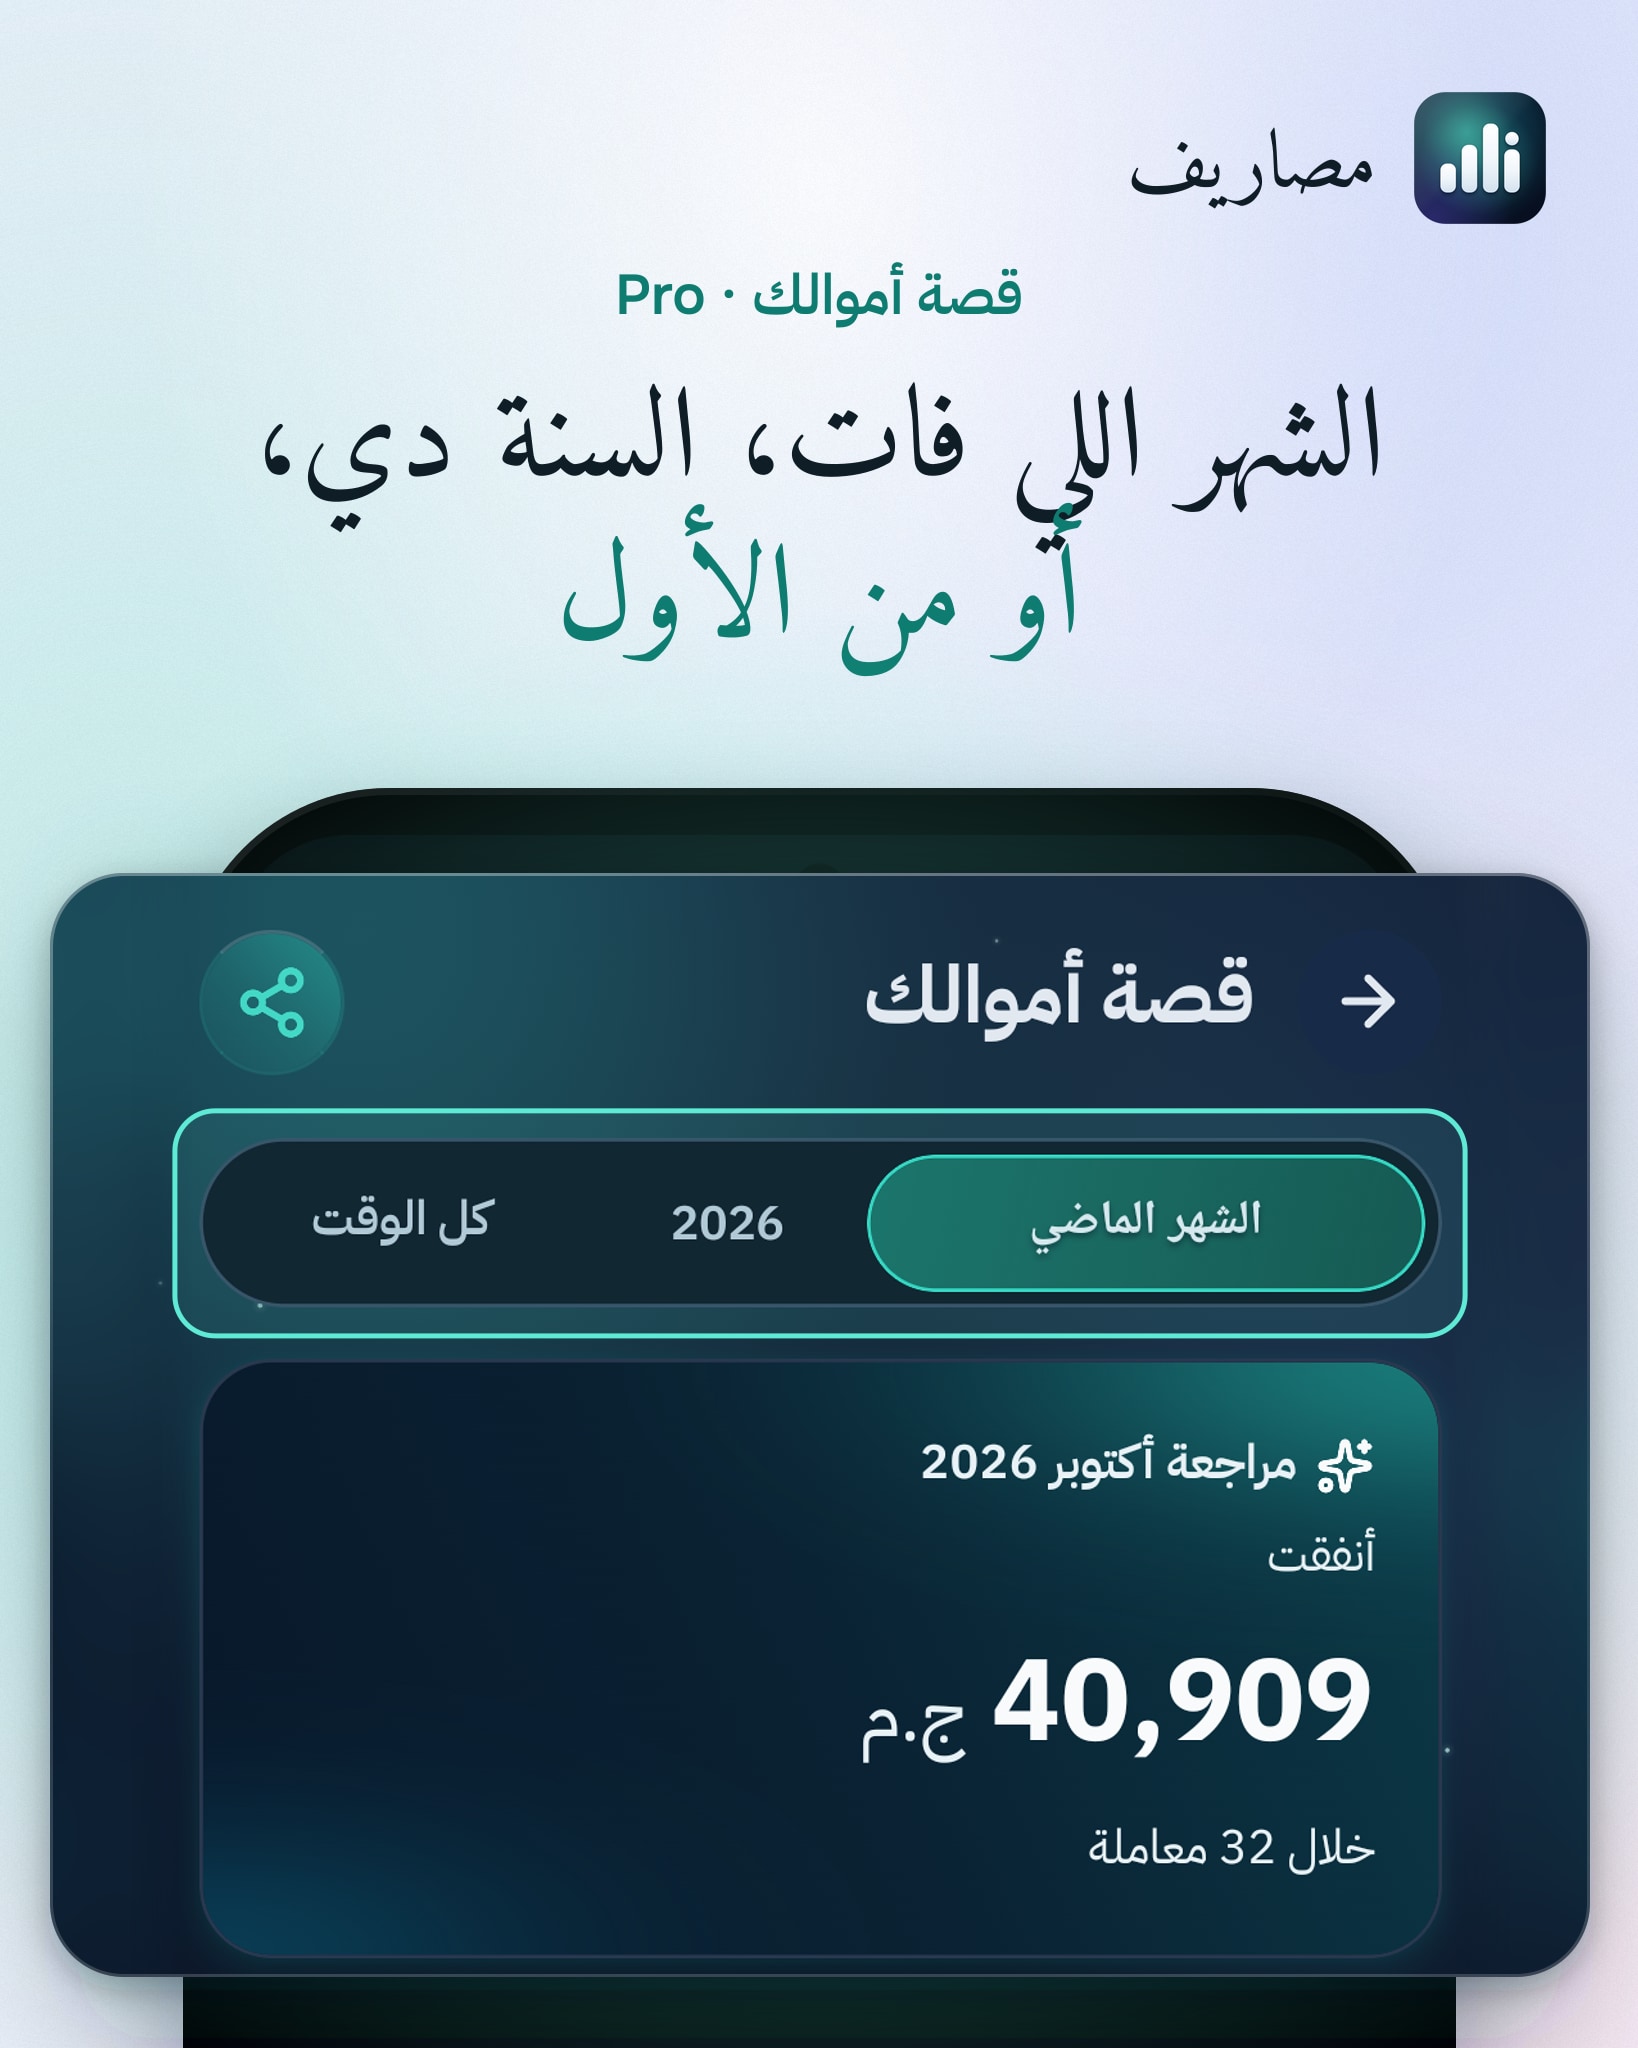 مصاريف
قصة أموالك · Pro
الشهر اللي فات، السنة دي،
أو من الأول
قصة أموالك
الشهر الماضي
2026
كل الوقت
مراجعة أكتوبر 2026
أنفقت
40,909 ج.م
خلال 32 معاملة